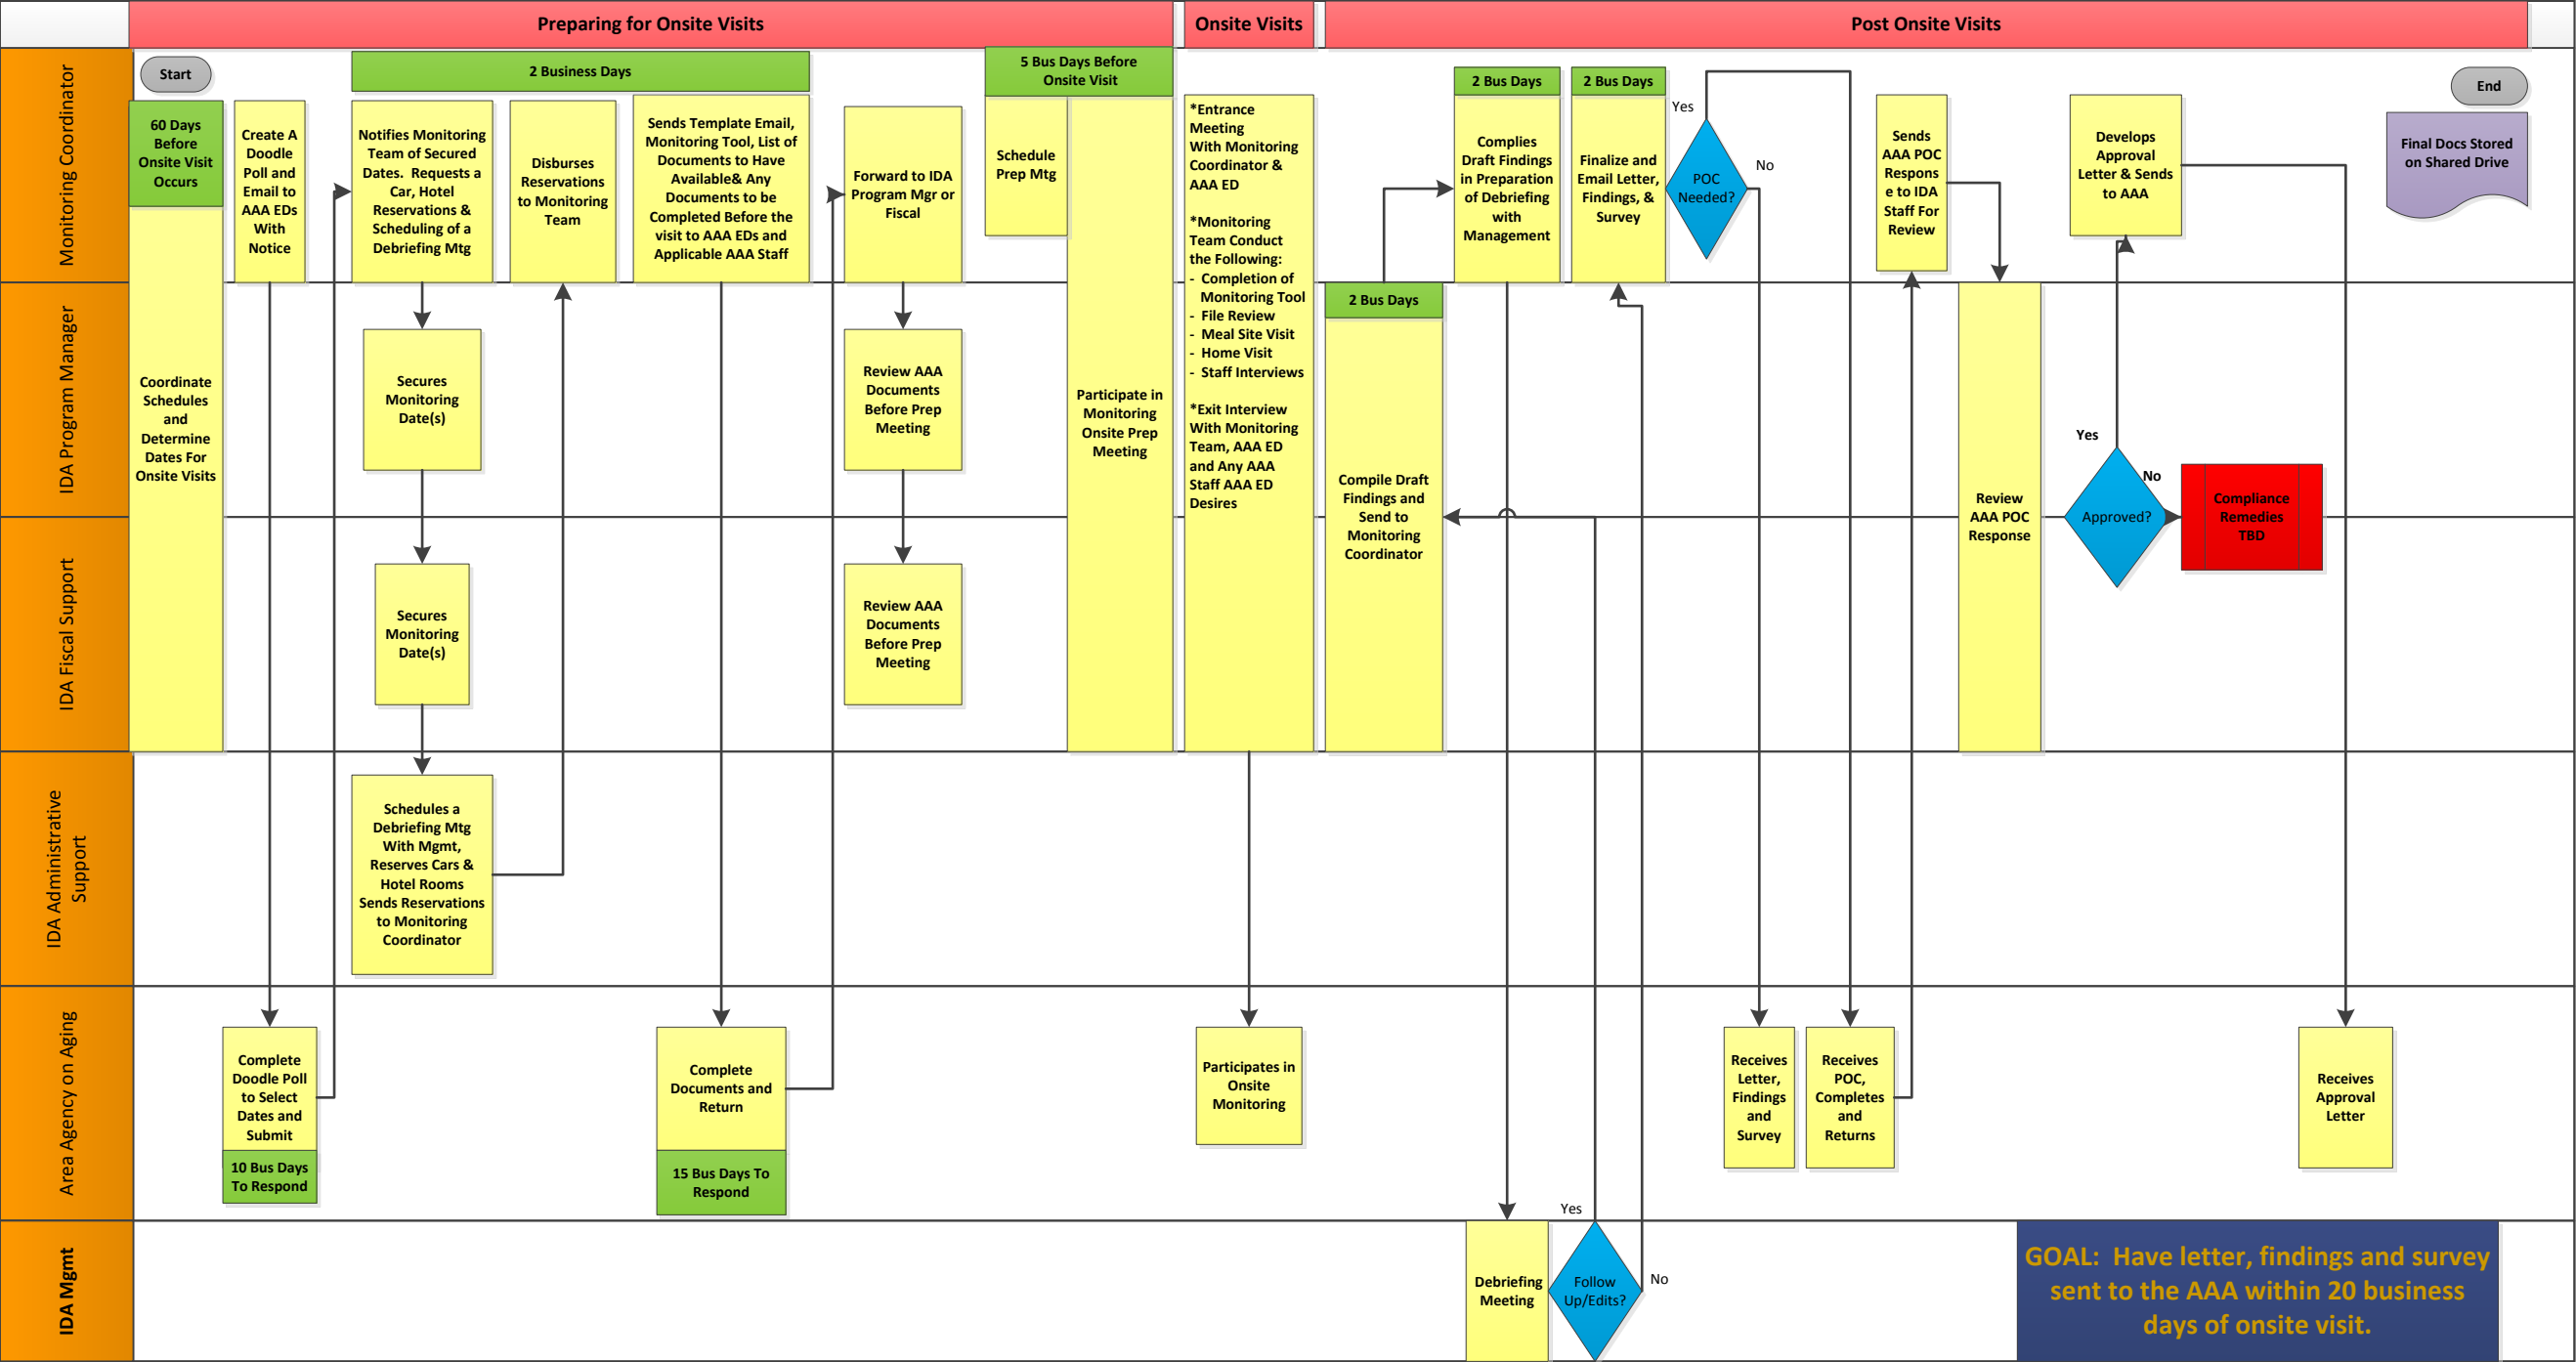 Preparing for Onsite Visits
Onsite Visits
Post Onsite Visits
Monitoring Coordinator
Start
60 Days
Before
Onsite Visit
Occurs
Coordinate
Schedules
and
Determine
Dates For
Onsite Visits
Create A
Doodle
Poll and
Email to
AAA EDs
With
Notice
2 Business Days
Notifies Monitoring
Team of Secured
Dates.  Requests a
Car, Hotel
Reservations &
Scheduling of a
Debriefing Mtg
Disburses
Reservations
to Monitoring
Team
Sends Template Email,
Monitoring Tool, List of
Documents to Have
Available& Any
Documents to be
Completed Before the
visit to AAA EDs and
Applicable AAA Staff
Forward to IDA
Program Mgr or
Fiscal
5 Bus Days Before
Onsite Visit
Schedule
Prep Mtg
Participate in
Monitoring
Onsite Prep
Meeting
*Entrance
Meeting
With Monitoring
Coordinator &
AAA ED
*Monitoring
Team Conduct
the Following:
- Completion of
Monitoring Tool
- File Review
- Meal Site Visit
- Home Visit
- Staff Interviews
*Exit Interview
With Monitoring
Team, AAA ED
and Any AAA
Staff AAA ED
Desires
2 Bus Days
Complies
Draft Findings
in Preparation
of Debriefing
with
Management
2 Bus Days
Finalize and
Email Letter,
Findings, &
Survey
Yes
POC
Needed?
No
Sends
AAA POC
Respons
e to IDA
Staff For
Review
Develops
Approval
Letter & Sends
to AAA
End
Final Docs Stored
on Shared Drive
IDA Program Manager
Secures
Monitoring
Date(s)
Review AAA
Documents
Before Prep
Meeting
2 Bus Days
Compile Draft
Findings and
Send to
Monitoring
Coordinator
Review
AAA POC
Response
Yes
Approved?
No
Compliance
Remedies
TBD
IDA Fiscal Support
Secures
Monitoring
Date(s)
Review AAA
Documents
Before Prep
Meeting
IDA Administrative
Support
Schedules a
Debriefing Mtg
With Mgmt,
Reserves Cars &
Hotel Rooms
Sends Reservations
to Monitoring
Coordinator
Area Agency on Aging
Complete
Doodle Poll
to Select
Dates and
Submit
10 Bus Days
To Respond
Complete
Documents and
Return
15 Bus Days To
Respond
Participates in
Onsite
Monitoring
Receives
Letter,
Findings
and
Survey
Receives
POC,
Completes
and
Returns
Receives
Approval
Letter
IDA Mgmt
Debriefing
Meeting
Yes
Follow
Up/Edits?
No
GOAL:  Have letter, findings and survey
sent to the AAA within 20 business
days of onsite visit.